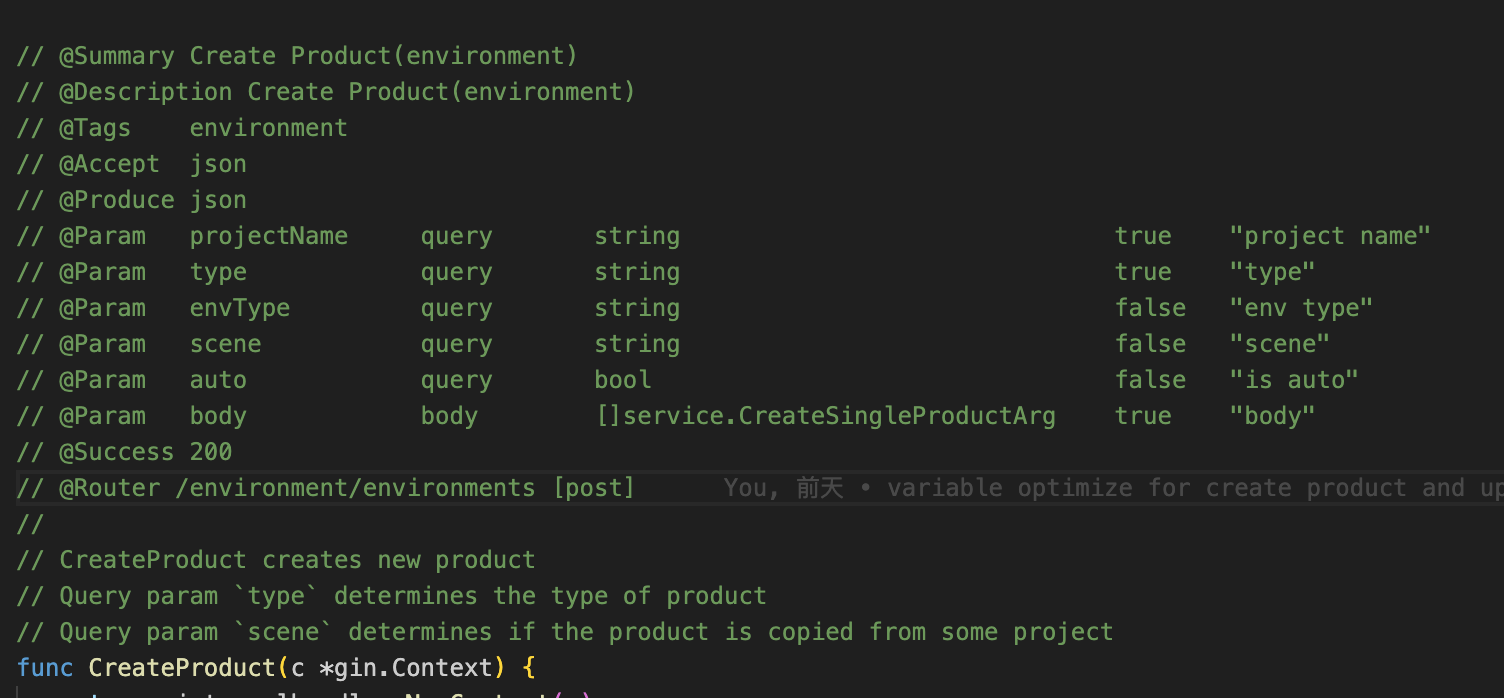 // @Summary Create Product(environment)
// @Description Create Product(environment)
// @Tags    environment
// @Accept  json
// @Produce json
// @Param   projectName     query       string                              true    "project name"
// @Param   type            query       string                              true    "type"
// @Param   envType         query       string                              false   "env type"
// @Param   scene           query       string                              false   "scene"
// @Param   auto            query       bool                                false   "is auto"
// @Param   body            body        []service.CreateSingleProductArg    true    "body"
// @Success 200
// @Router /environment/environments [post]      You, 前天 • variable optimize for create product and
//
// CreateProduct creates new product
// Query param `type` determines the type of product
// Query param `scene` determines if the product is copied from some project
func CreateProduct(c *gin.Context) {